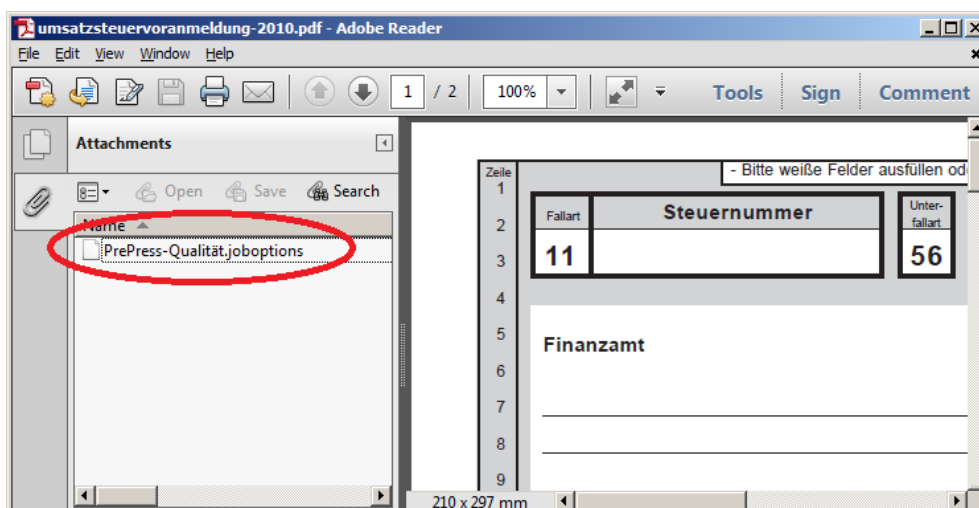 umsatzsteuervoranmeldung-2010.pdf - Adobe Reader
File Edit View Window Help
1 / 2 100% Tools Sign Comment
Attachments
Open Save Search
Name
PrePress-Qualität.joboptions
Zeile
- Bitte weiße Felder ausfüllen od
1
2
3
4
5
6
7
8
9
Fallart
Steuernummer
Unter-
fallart
11
56
Finanzamt
210 x 297 mm